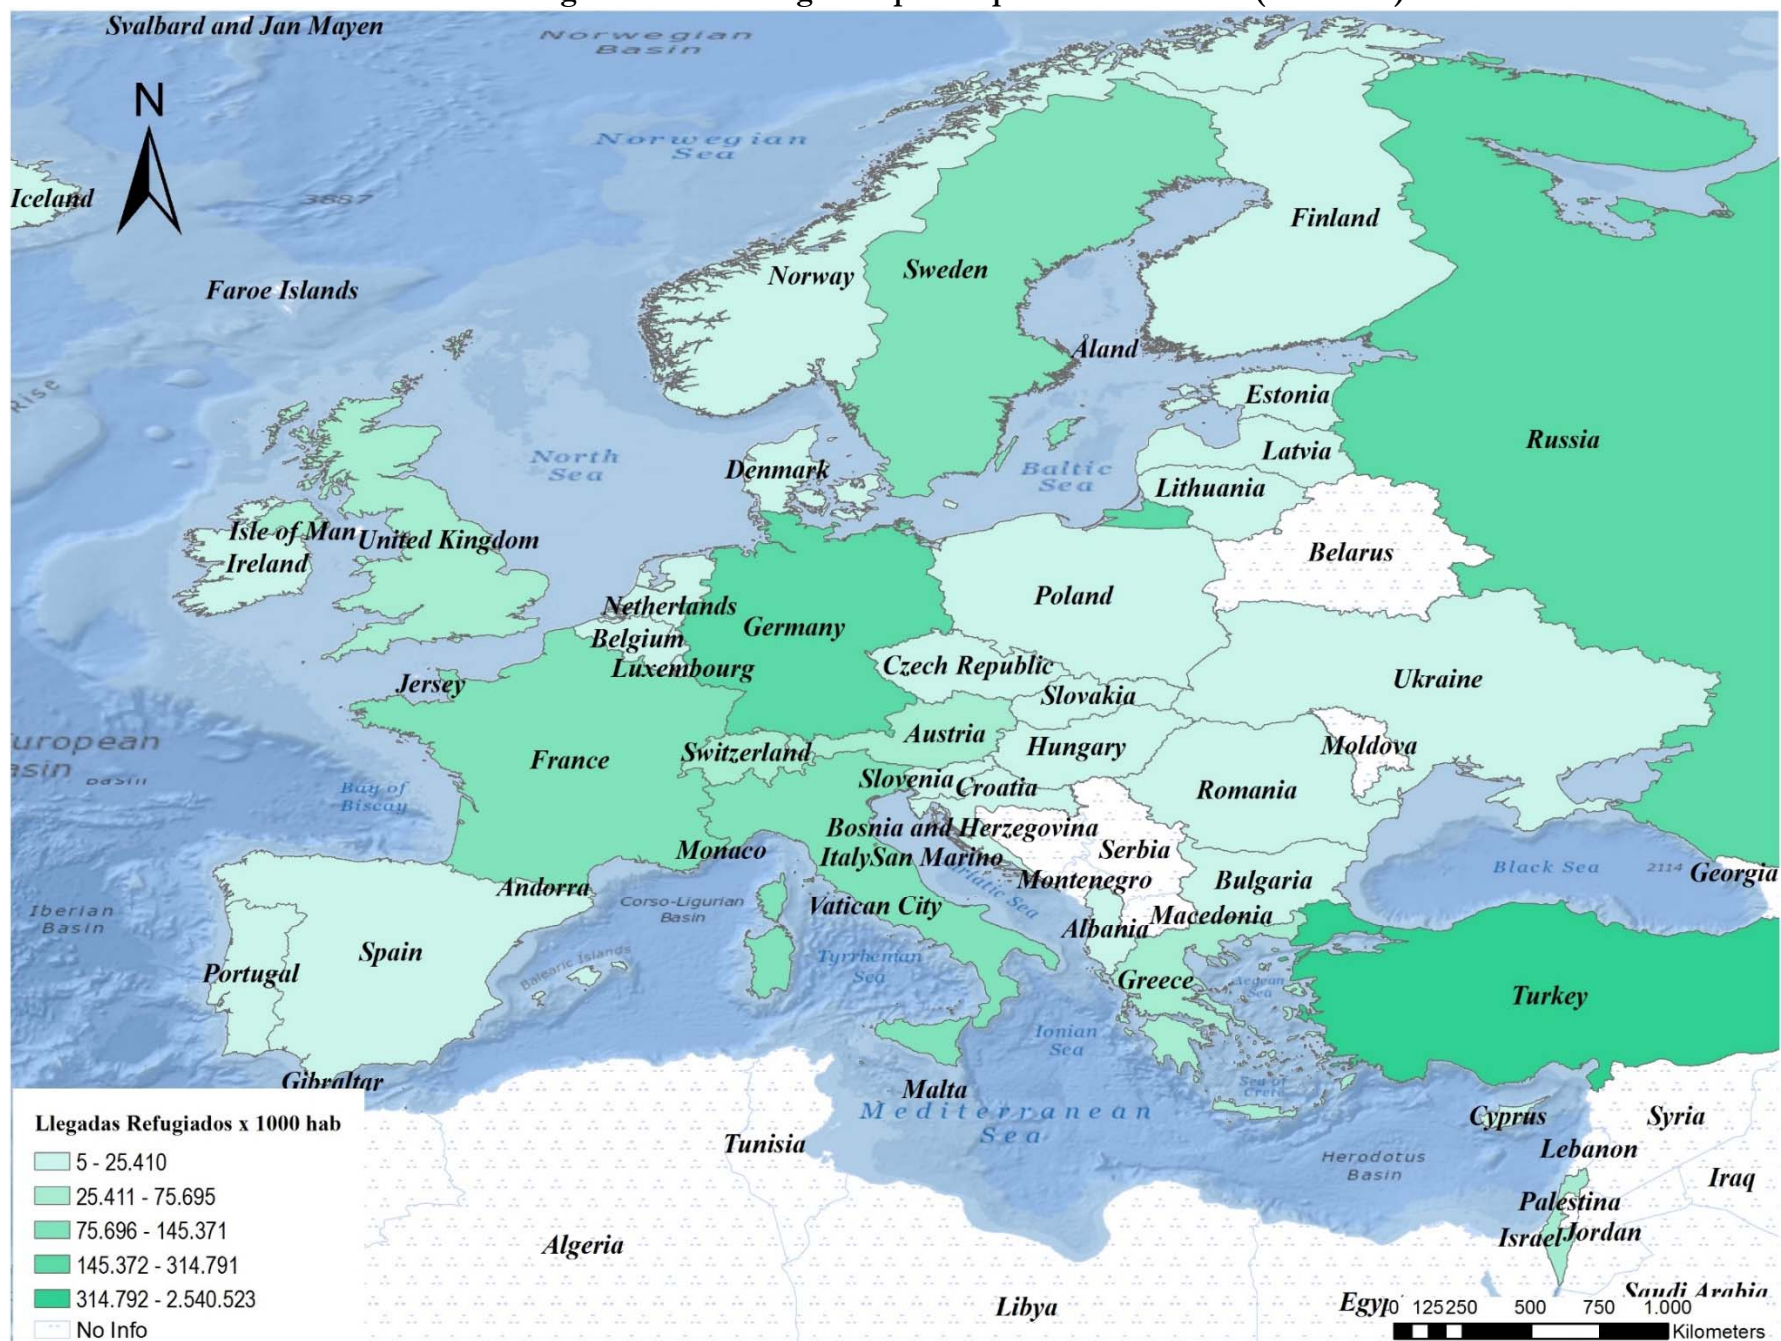 Svalbard and Jan Mayen
Norwegian
Basin
N
Norwegian
Sea
Iceland
3887
Finland
Faroe Islands
Norway
Sweden
Åland
Rise
Estonia
Russia
Latvia
North
Sea
Denmark
Baltic
Sea
Lithuania
Isle of Man
United Kingdom
Ireland
Belarus
Netherlands
Poland
Germany
Belgium
Luxembourg
Czech Republic
Jersey
Slovakia
Ukraine
Austria
Hungary
Moldova
Switzerland
France
Basin
Slovenia
Croatia
Bay of
Biscay
Romania
Bosnia and Herzegovina
Monaco
Italy
San Marino
Serbia
Black Sea
2114
Georgia
Montenegro
Bulgaria
Adriatic Sea
Andorra
Corso-Ligurian
Basin
Vatican City
Macedonia
Albania
Iberian
Basin
Spain
Portugal
Balearic Islands
Tyrrhenian
Sea
Greece
Aegean
Sea
Turkey
Ionian
Sea
Gibraltar
Malta
Sea of
Crete
Mediterranean
Sea
Cyprus
Syria
Tunisia
Lebanon
Herodotus
Basin
Iraq
Palestina
Israel
Jordan
Algeria
Saudi Arabia
Libya
Llegadas Refugiados x 1000 hab
5 - 25.410
25.411 - 75.695
75.696 - 145.371
145.372 - 314.791
314.792 - 2.540.523
No Info
0 125 250 500 750 1.000
Kilometers